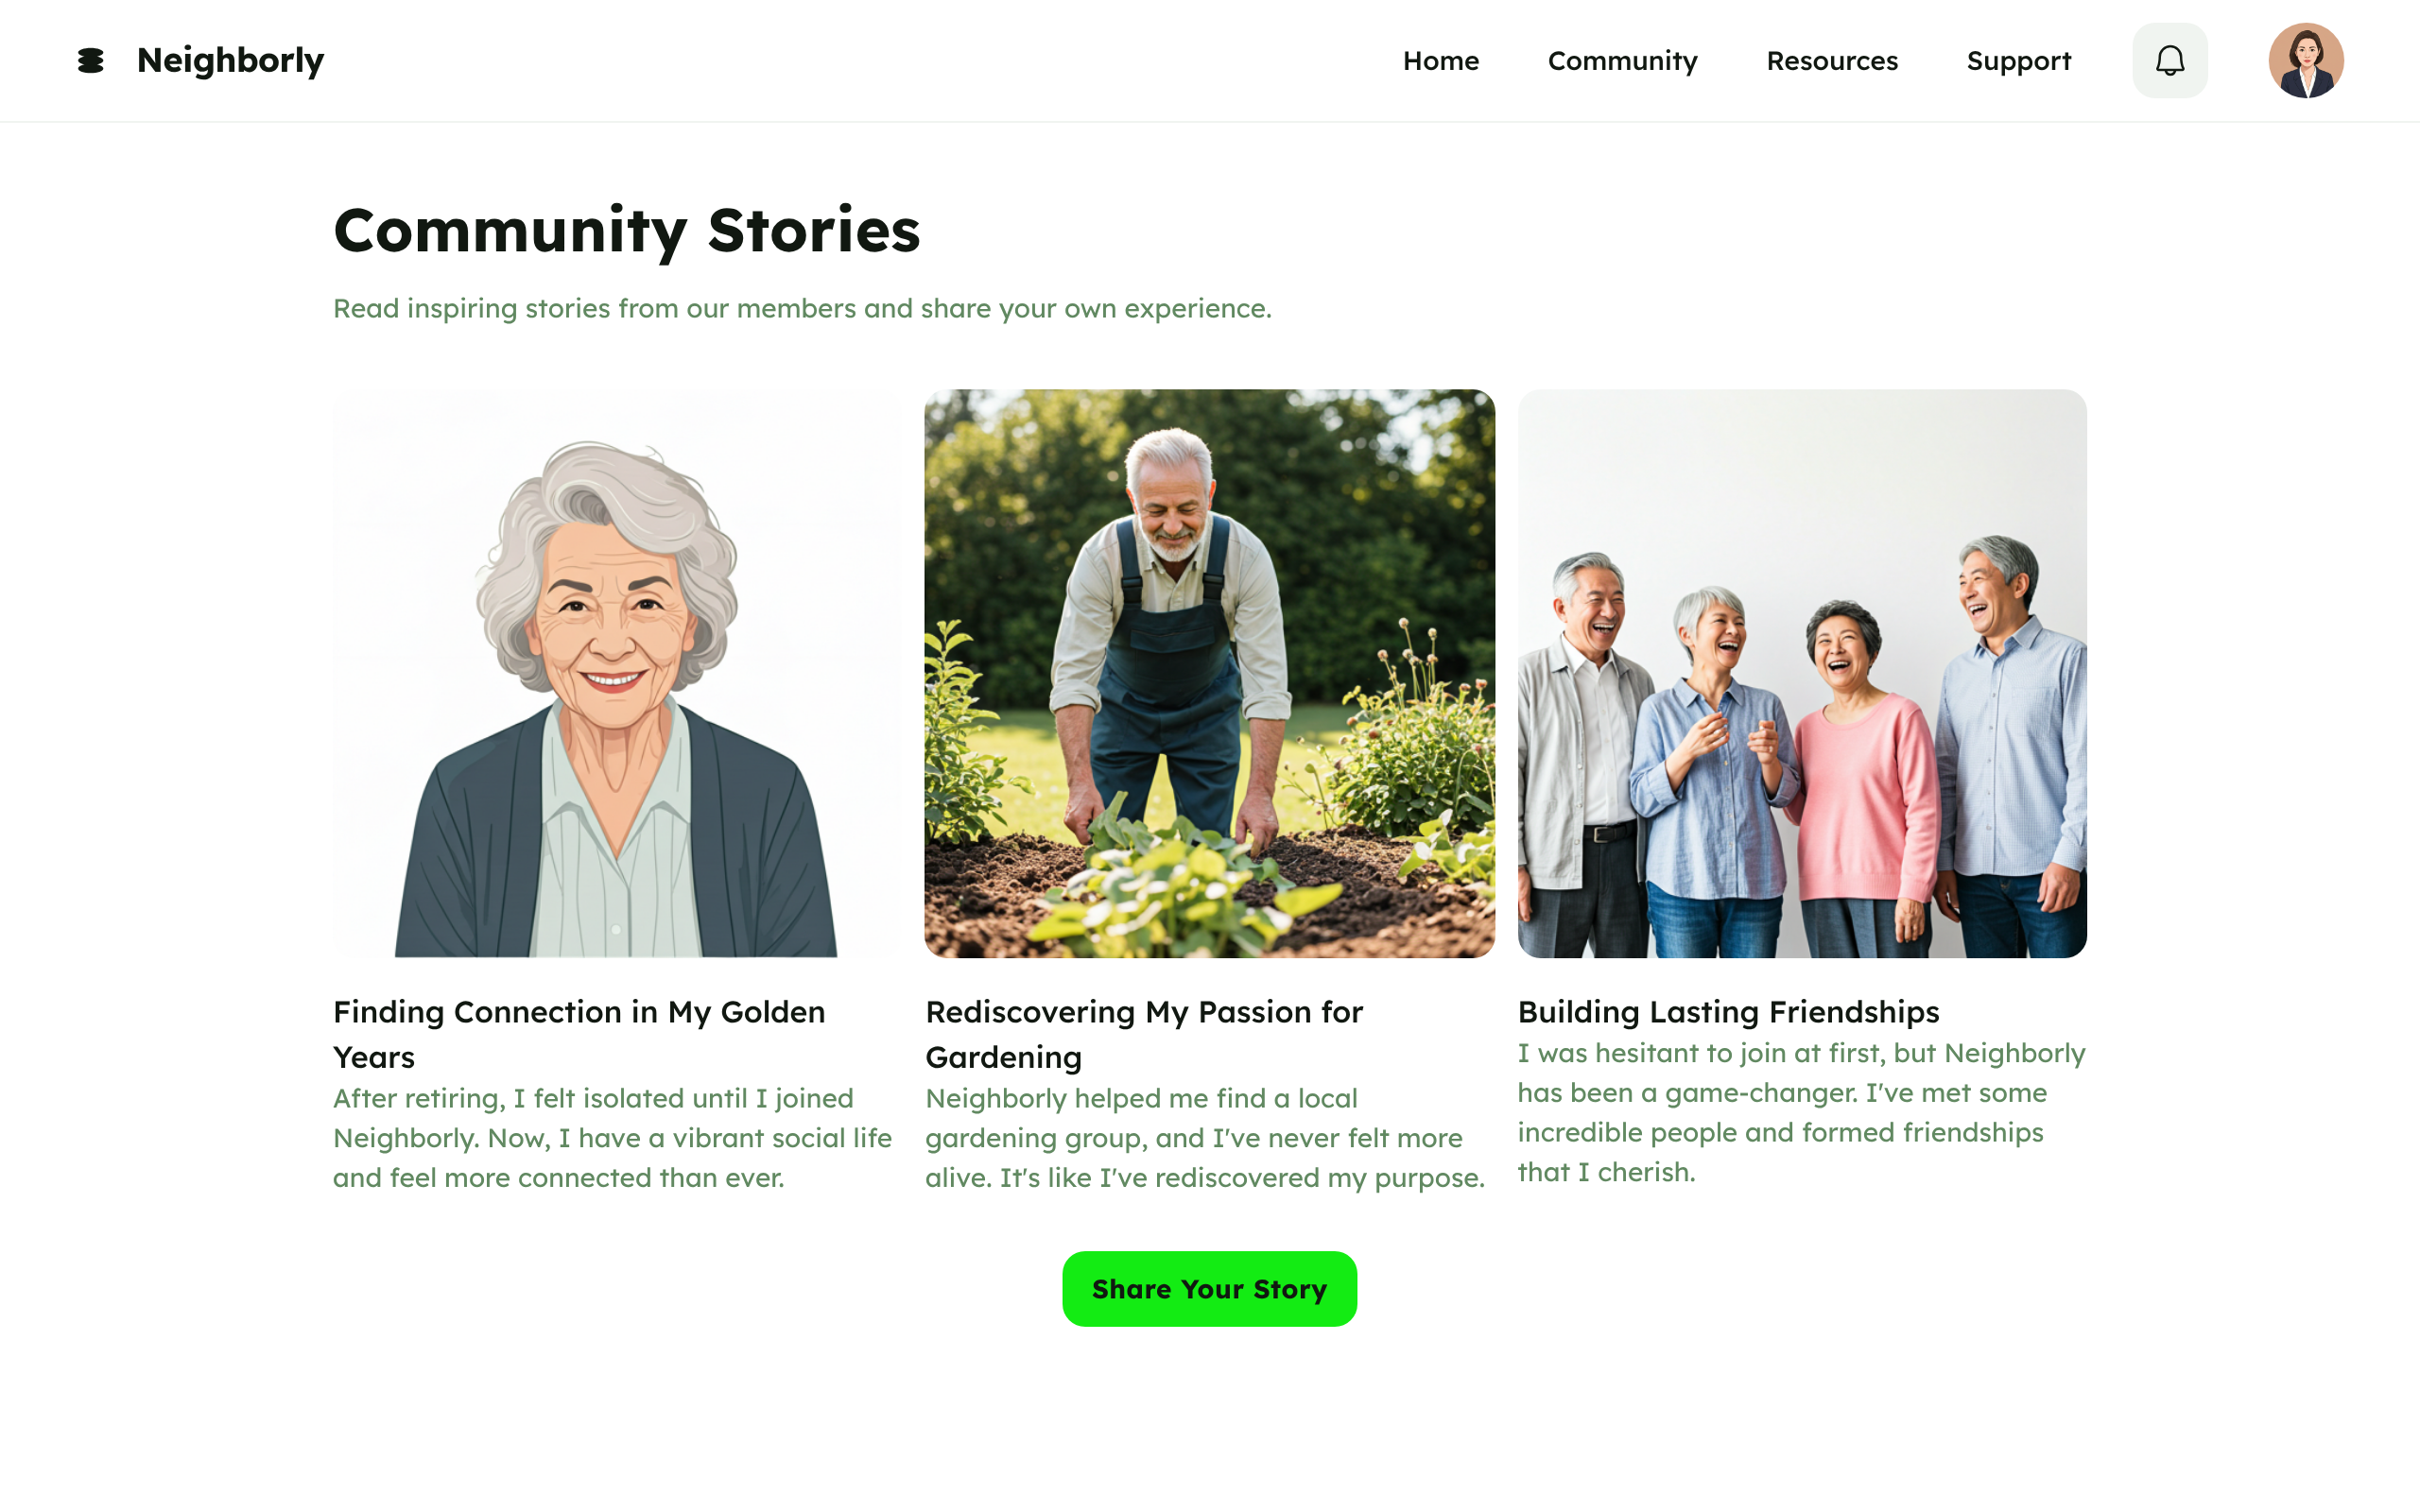 Neighborly
Home
Community
Resources
Support
Community Stories
Read inspiring stories from our members and share your own experience.
Finding Connection in My Golden
Years
After retiring, I felt isolated until I joined
Neighborly. Now, I have a vibrant social life
and feel more connected than ever.
Rediscovering My Passion for
Gardening
Neighborly helped me find a local
gardening group, and I've never felt more
alive. It's like I've rediscovered my purpose.
Building Lasting Friendships
I was hesitant to join at first, but Neighborly
has been a game-changer. I've met some
incredible people and formed friendships
that I cherish.
Share Your Story